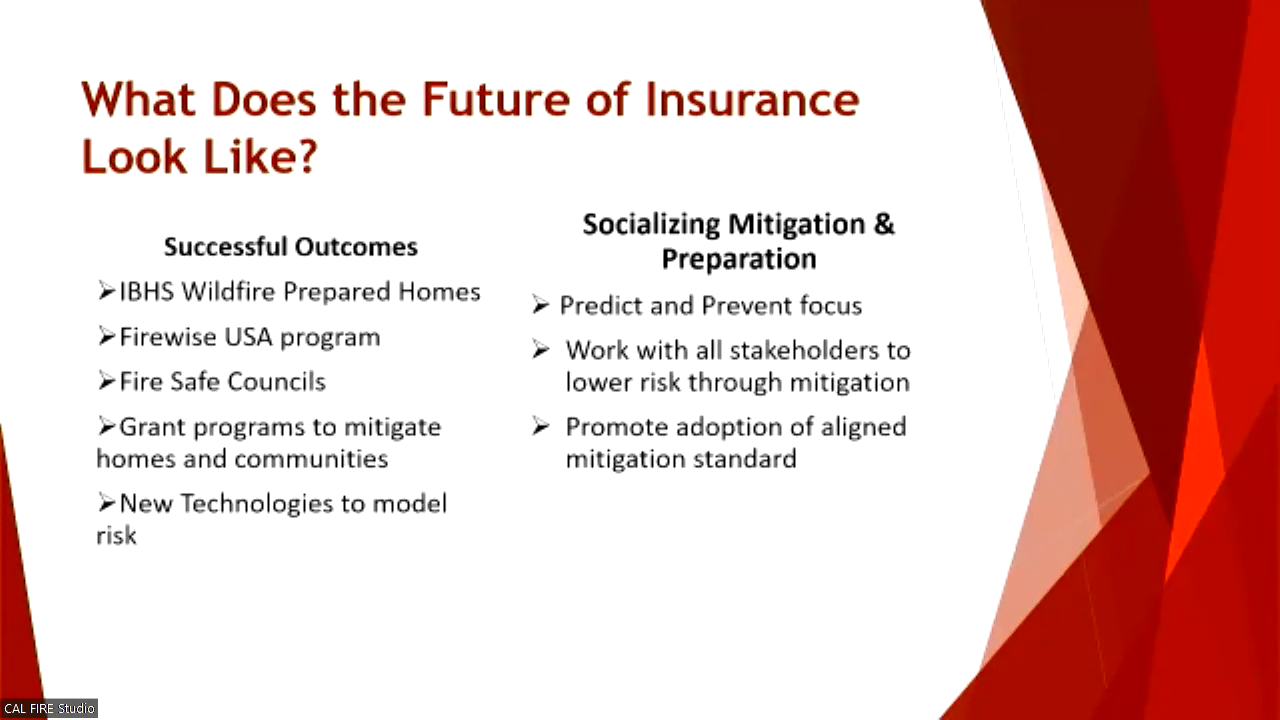 What Does the Future of Insurance
Look Like?
Successful Outcomes
➢IBHS Wildfire Prepared Homes
➢Firewise USA program
➢Fire Safe Councils
➢Grant programs to mitigate
homes and communities
➢New Technologies to model
risk
Socializing Mitigation &
Preparation
➢ Predict and Prevent focus
➢ Work with all stakeholders to
lower risk through mitigation
➢ Promote adoption of aligned
mitigation standard
CAL FIRE Studio